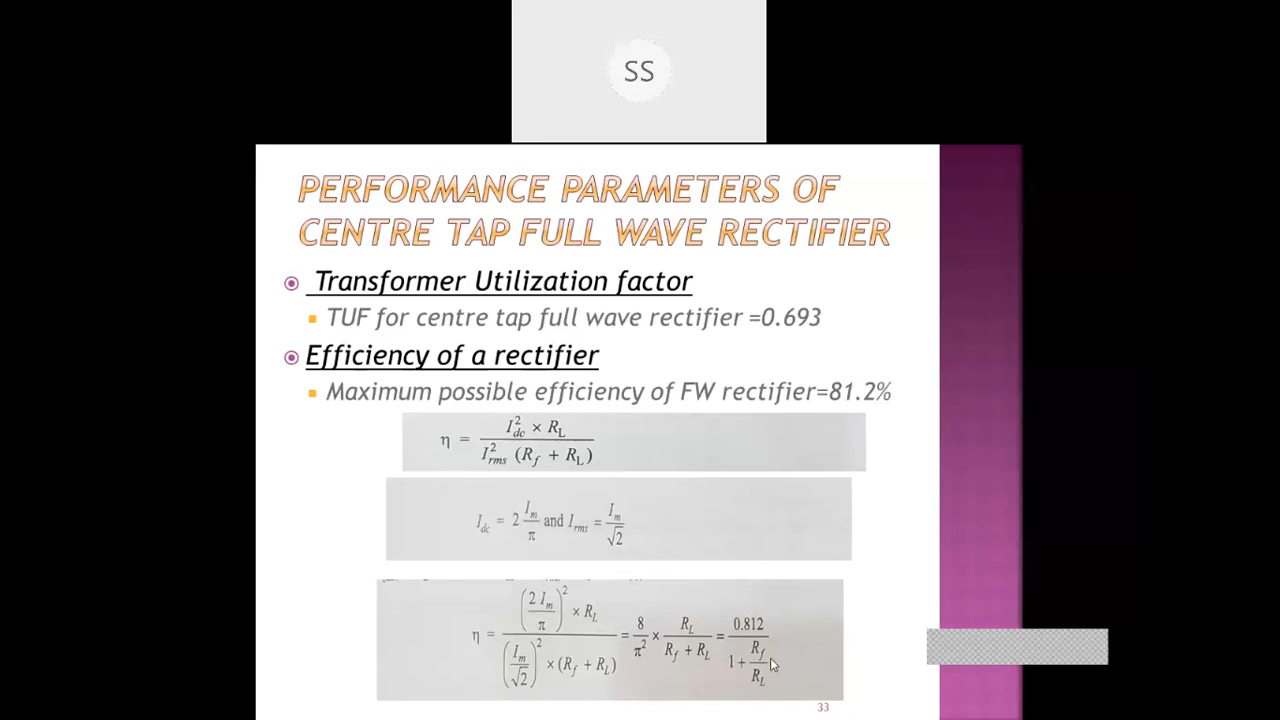 SS
PERFORMANCE PARAMETERS OF
CENTRE TAP FULL WAVE RECTIFIER
Transformer Utilization factor
TUF for centre tap full wave rectifier =0.693
Efficiency of a rectifier
Maximum possible efficiency of FW rectifier=81.2%
η = I²dc × RL / I²rms (Rf + RL)
Idc = 2 Im/π and Irms = Im/√2
η = (2 Im/π)² × RL / (Im/√2)² × (Rf + RL) = 8/π² × RL/(Rf + RL) = 0.812/(1 + Rf/RL)
33